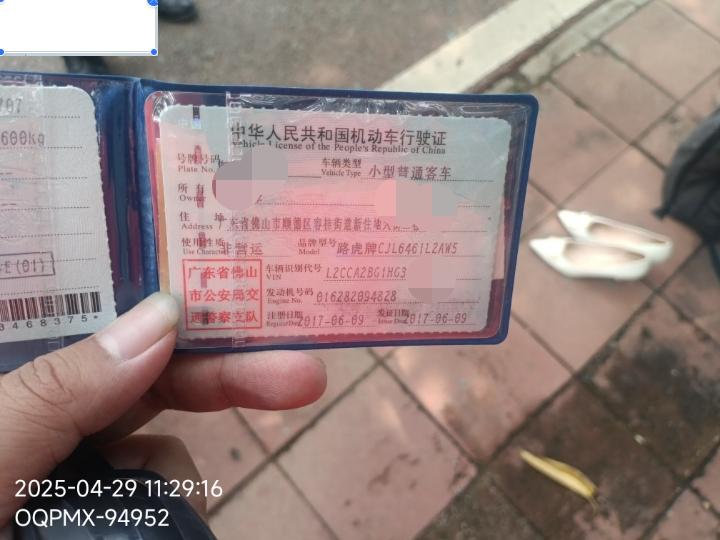 707
600kg
E(01)
3468375*
中华人民共和国机动车行驶证
Vehicle License of the People's Republic of China
号牌号码
Plate No.
车辆类型
Vehicle Type
小型普通客车
所有
Owner
住 址
Address
东省佛山市顺德区容桂街道
使用性质
Use Character
非营运
品牌型号
Model
路虎牌CJL6461L2AW5
广东省佛山
市公安局交
通警察支队
车辆识别代号
VIN
L2CCA2BG1HG3
发动机号码
Engine No.
016282094828
注册日期
Register Date
2017-06-09
发证日期
Issue Date
2017-06-09
2025-04-29 11:29:16
OQPMX-94952